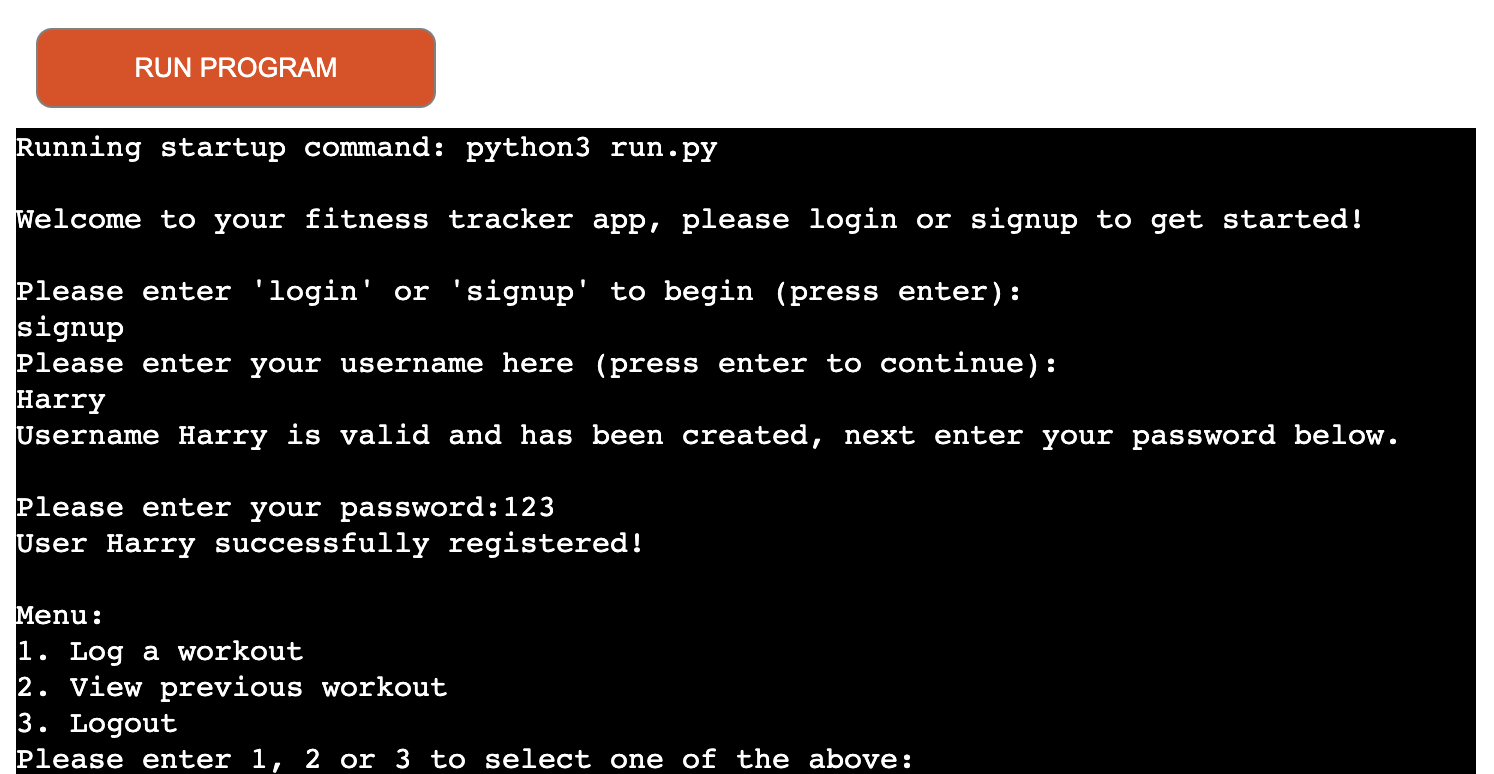 RUN PROGRAM
Running startup command: python3 run.py
Welcome to your fitness tracker app, please login or signup to get started!
Please enter 'login' or 'signup' to begin (press enter):
signup
Please enter your username here (press enter to continue):
Harry
Username Harry is valid and has been created, next enter your password below.
Please enter your password:123
User Harry successfully registered!
Menu:
1. Log a workout
2. View previous workout
3. Logout
Please enter 1, 2 or 3 to select one of the above: